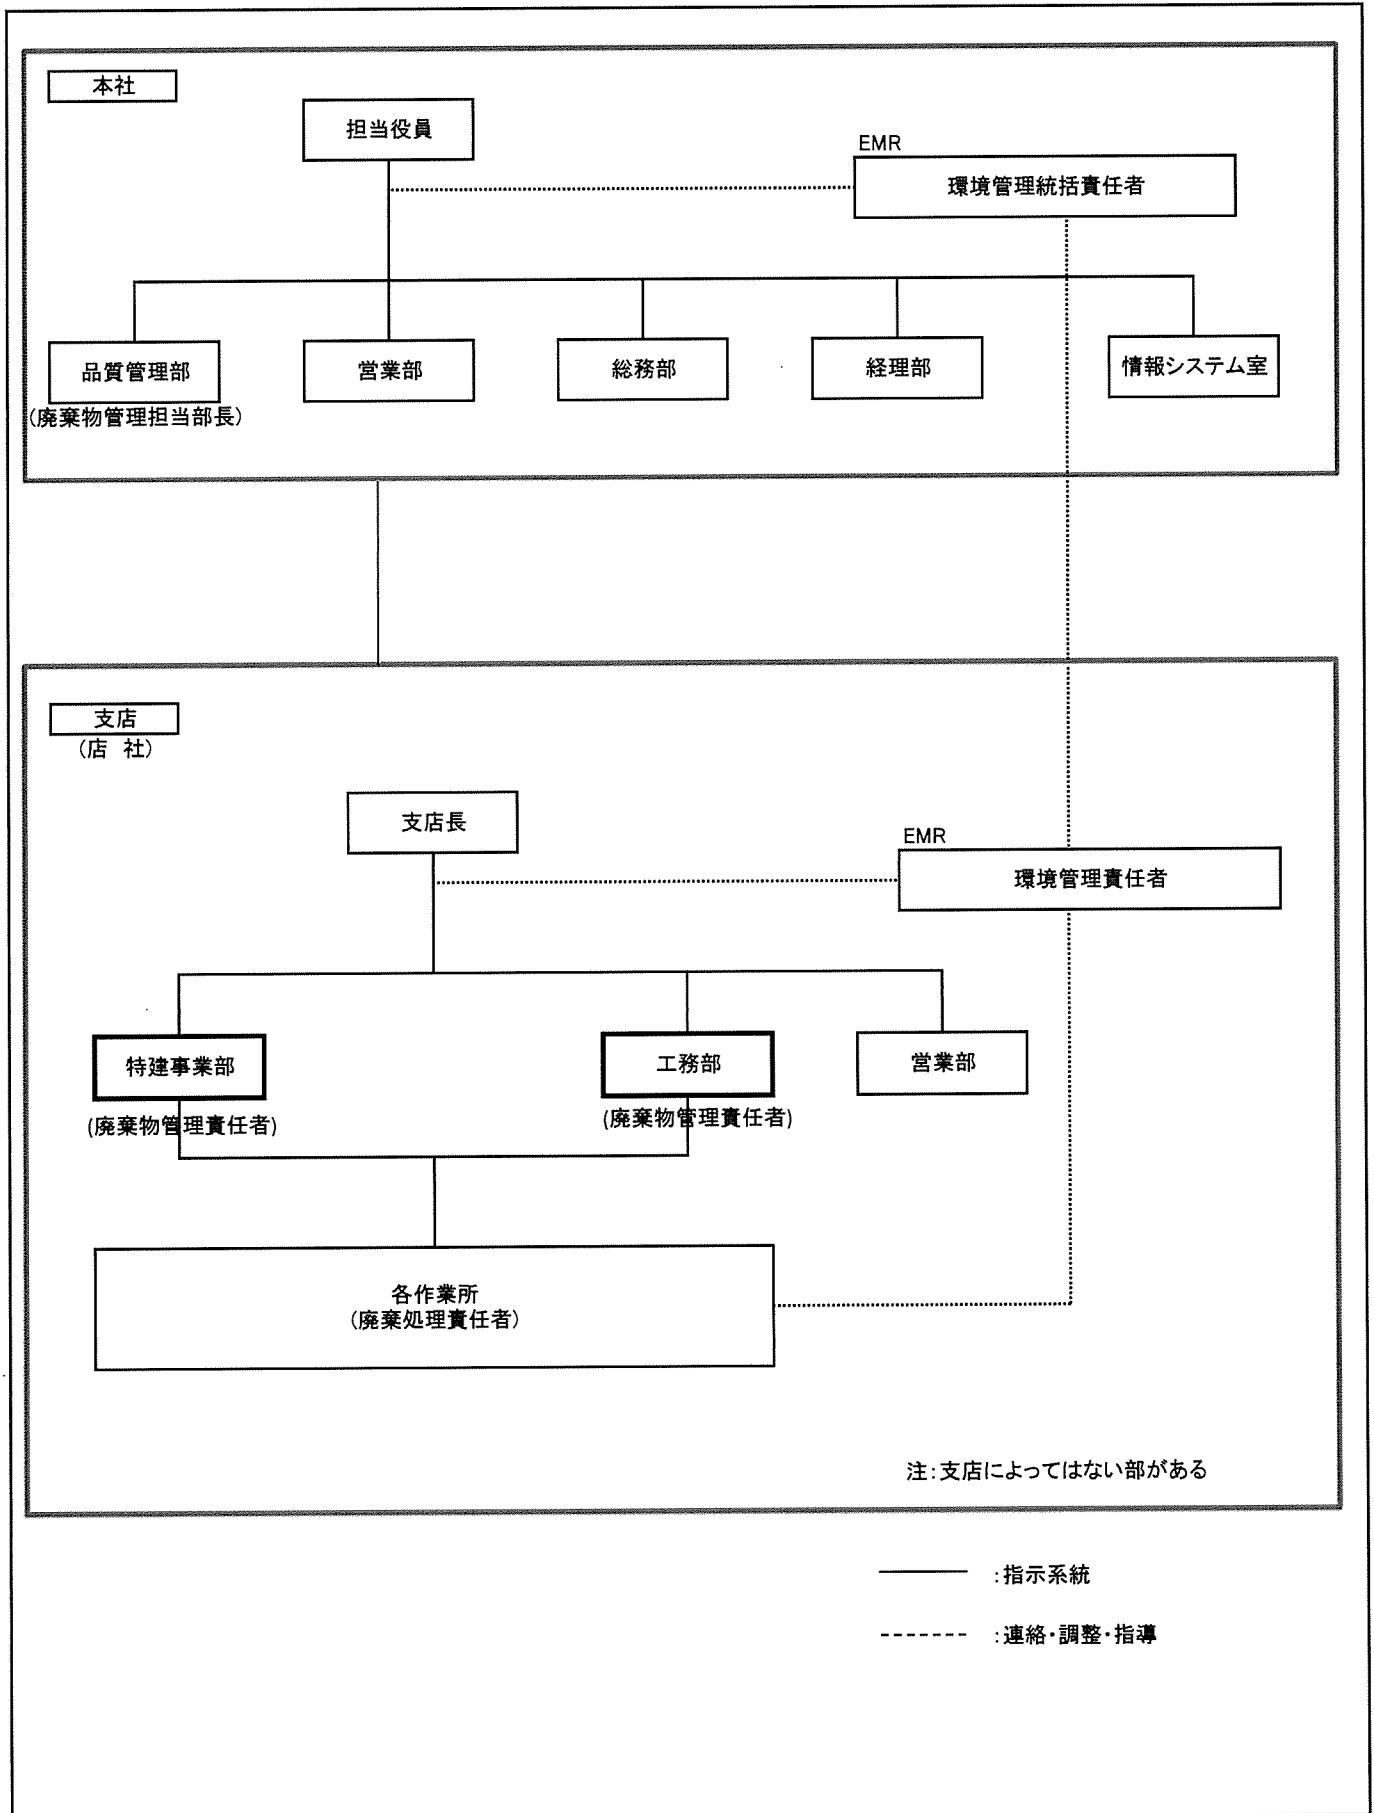 本社
担当役員
EMR
環境管理統括責任者
品質管理部
営業部
総務部
経理部
情報システム室
(廃棄物管理担当部長)
支店
(店 社)
支店長
EMR
環境管理責任者
特建事業部
工務部
営業部
(廃棄物管理責任者)
(廃棄物管理責任者)
各作業所
(廃棄処理責任者)
注:支店によってはない部がある
:指示系統
:連絡・調整・指導